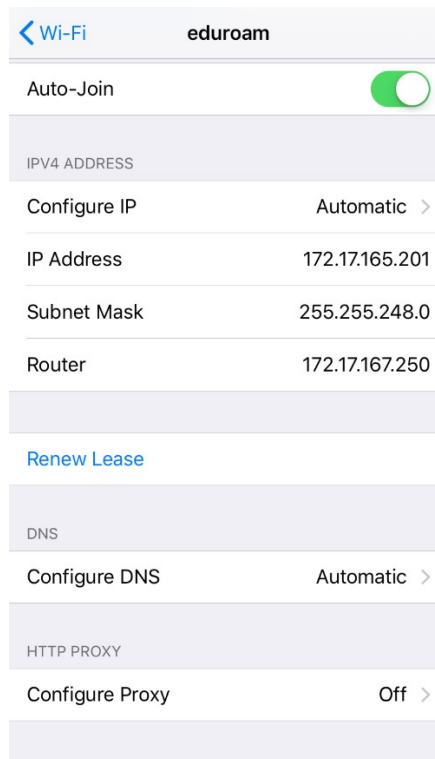 Wi-Fi eduroam
Auto-Join
IPV4 ADDRESS
Configure IP Automatic
IP Address 172.17.165.201
Subnet Mask 255.255.248.0
Router 172.17.167.250
Renew Lease
DNS
Configure DNS Automatic
HTTP PROXY
Configure Proxy Off